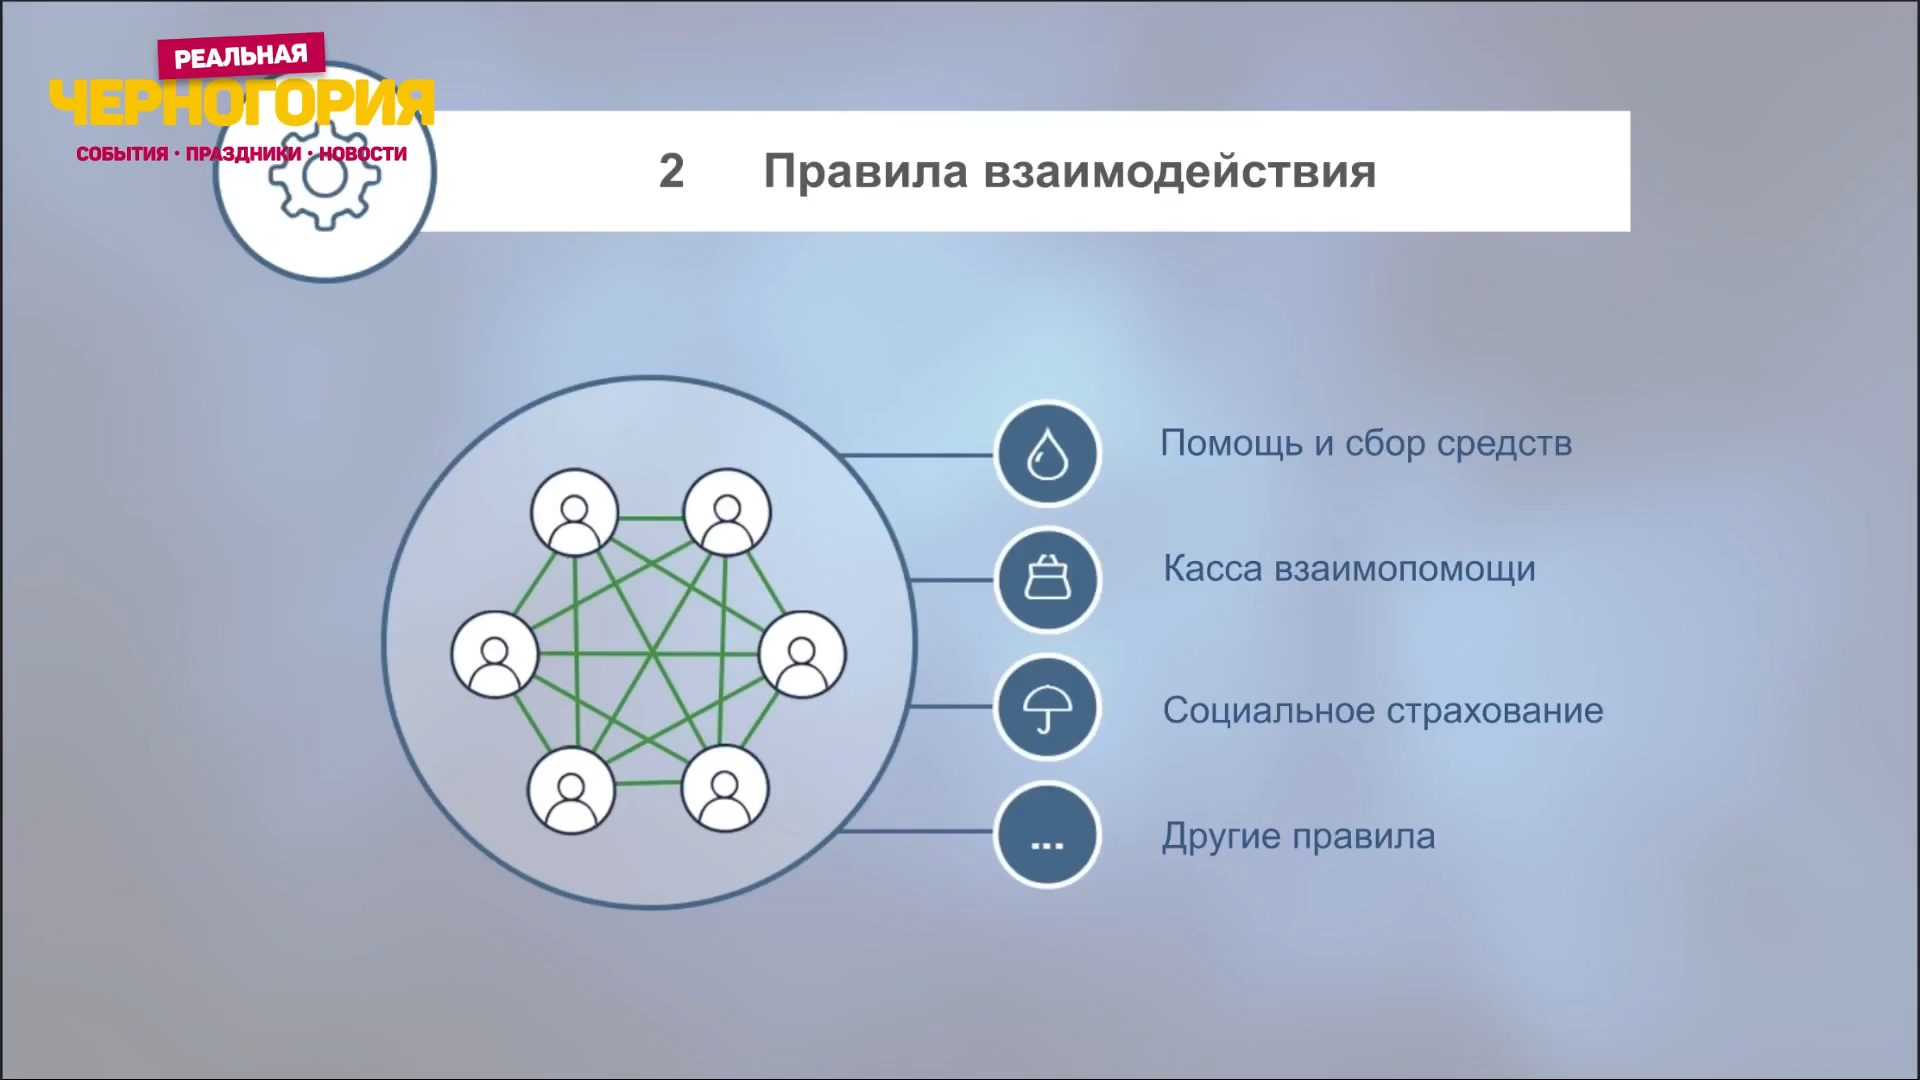 РЕАЛЬНАЯ
ЧЕРНОГОРИЯ
СОБЫТИЯ · ПРАЗДНИКИ · НОВОСТИ
2 Правила взаимодействия
Помощь и сбор средств
Касса взаимопомощи
Социальное страхование
... Другие правила